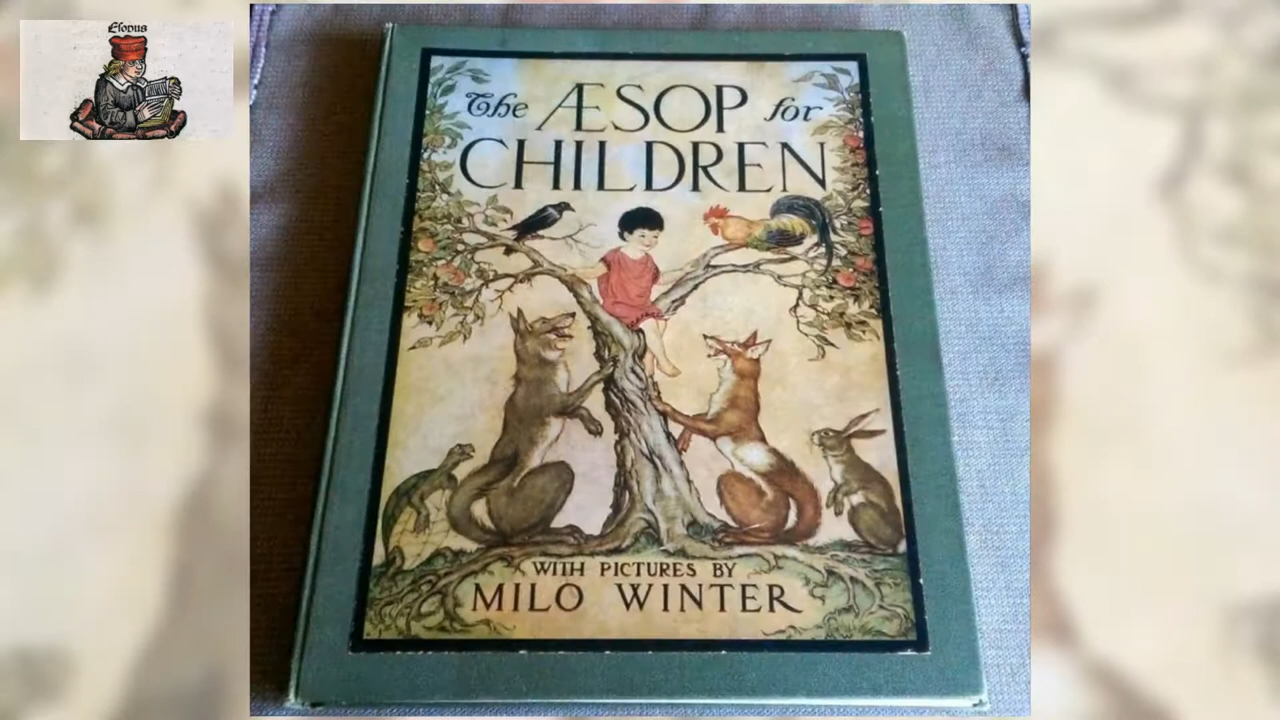 Esopus
The ÆSOP for
CHILDREN
WITH PICTURES BY
MILO WINTER